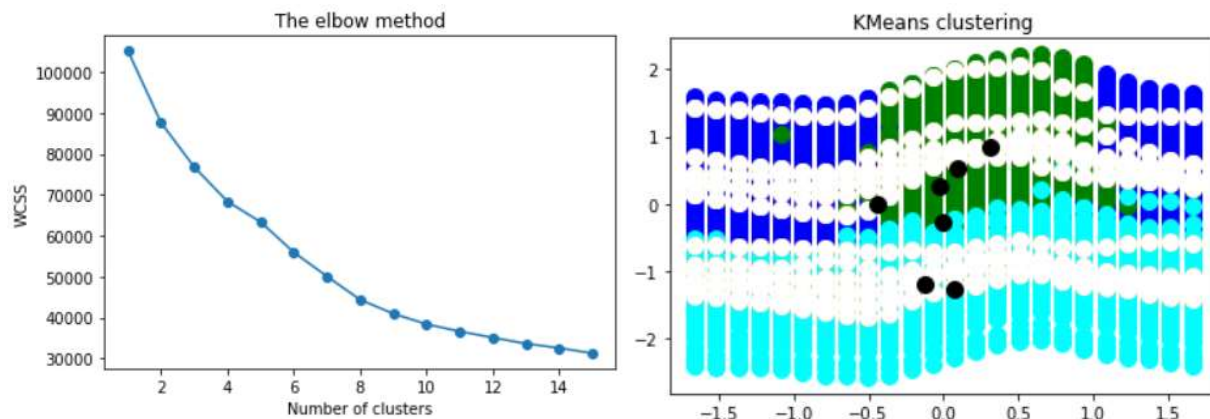 The elbow method
100000
90000
80000
70000
60000
50000
40000
30000
WCSS
2 4 6 8 10 12 14
Number of clusters
KMeans clustering
2
1
0
−1
−2
−1.5 −1.0 −0.5 0.0 0.5 1.0 1.5